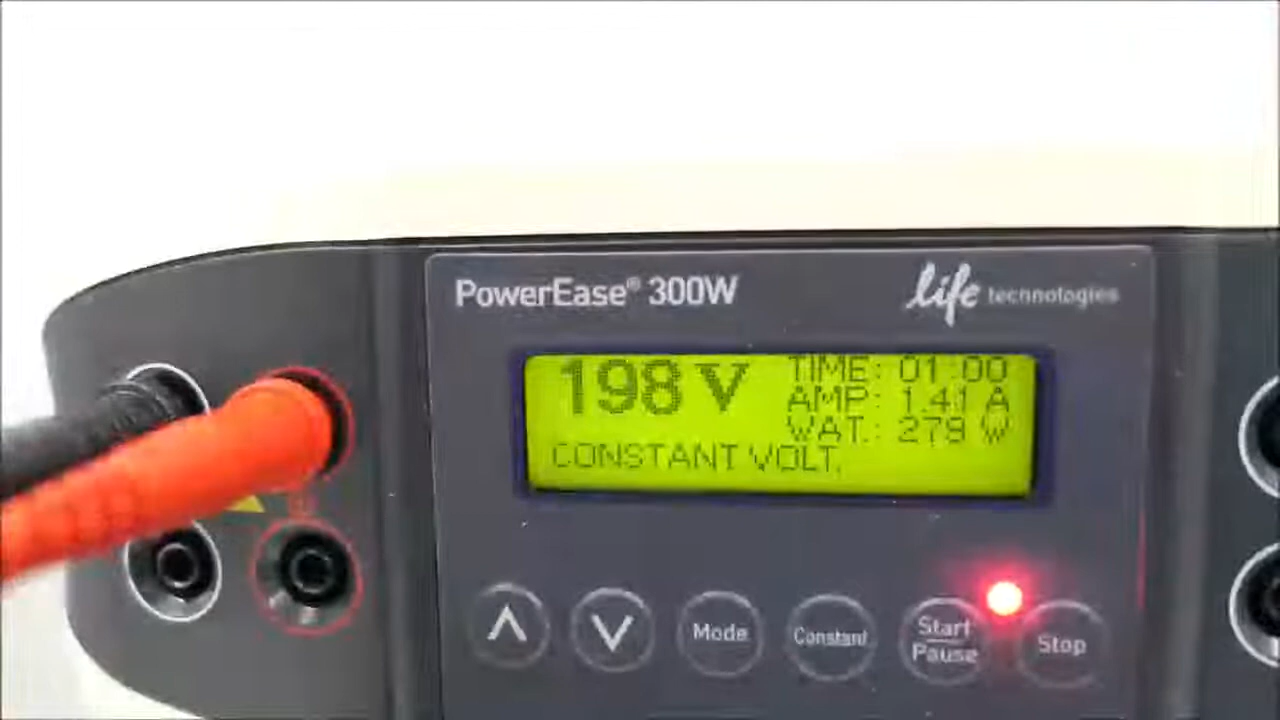 PowerEase® 300W
life technologies
198 V
TIME: 01:00
AMP: 1.41 A
WAT.: 279 W
CONSTANT VOLT.
Mode
Constant
Start
Pause
Stop